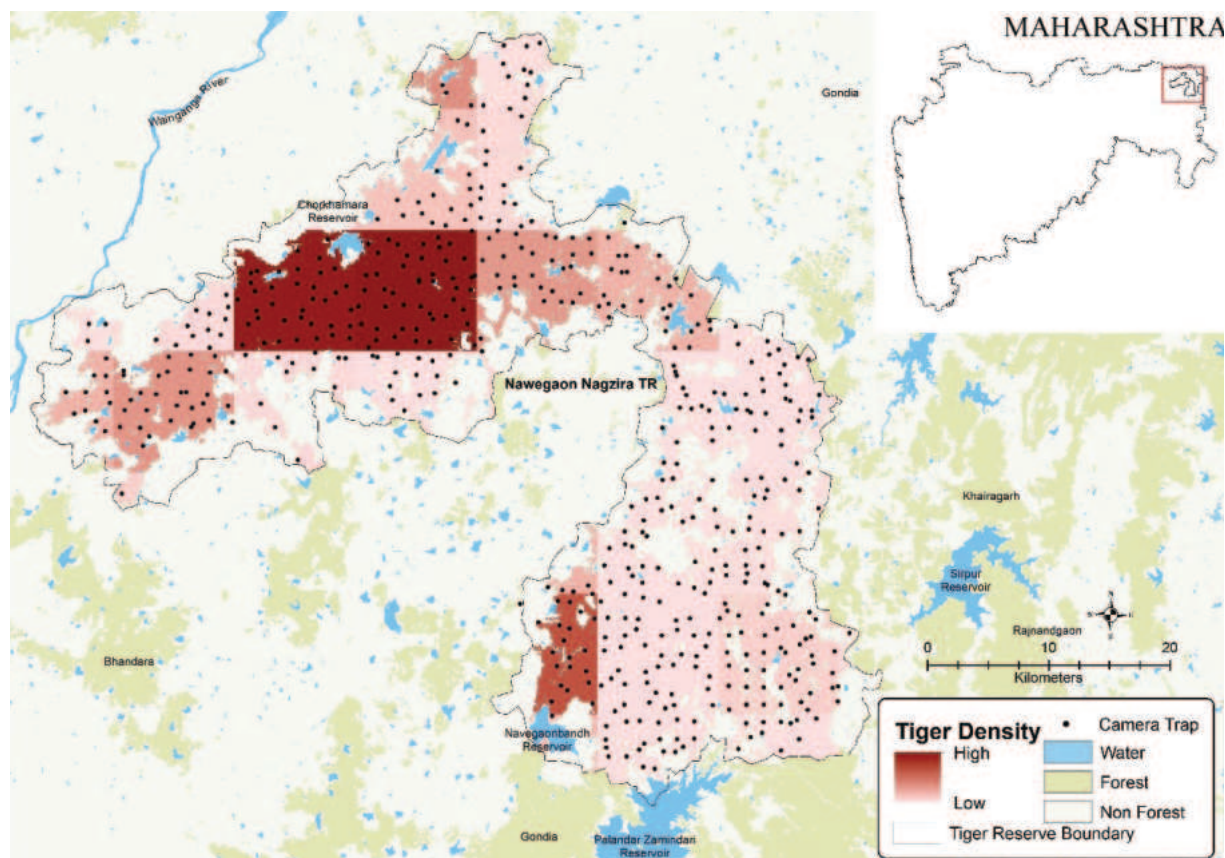 MAHARASHTRA
Wainganga River
Gondia
Chorkhamara
Reservoir
Nawegaon Nagzira TR
Khairagarh
Sirpur
Reservoir
N
Rajnandgaon
0 10 20
Kilometers
Bhandara
Navegaonbandh
Reservoir
Gondia
Palandar Zamindari
Reservoir
Tiger Density
High
Low
Camera Trap
Water
Forest
Non Forest
Tiger Reserve Boundary